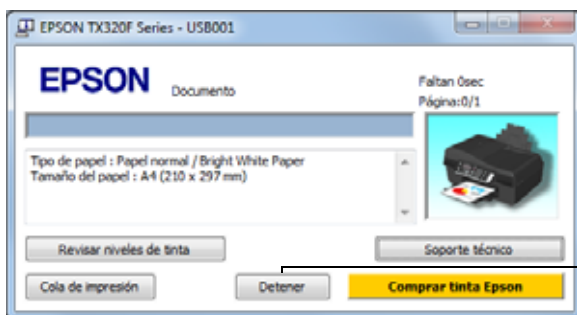 EPSON TX320F Series - USB001
EPSON
Documento
Faltan 0sec
Página:0/1
Tipo de papel : Papel normal / Bright White Paper
Tamaño del papel : A4 (210 x 297 mm)
Revisar niveles de tinta
Soporte técnico
Cola de impresión
Detener
Comprar tinta Epson